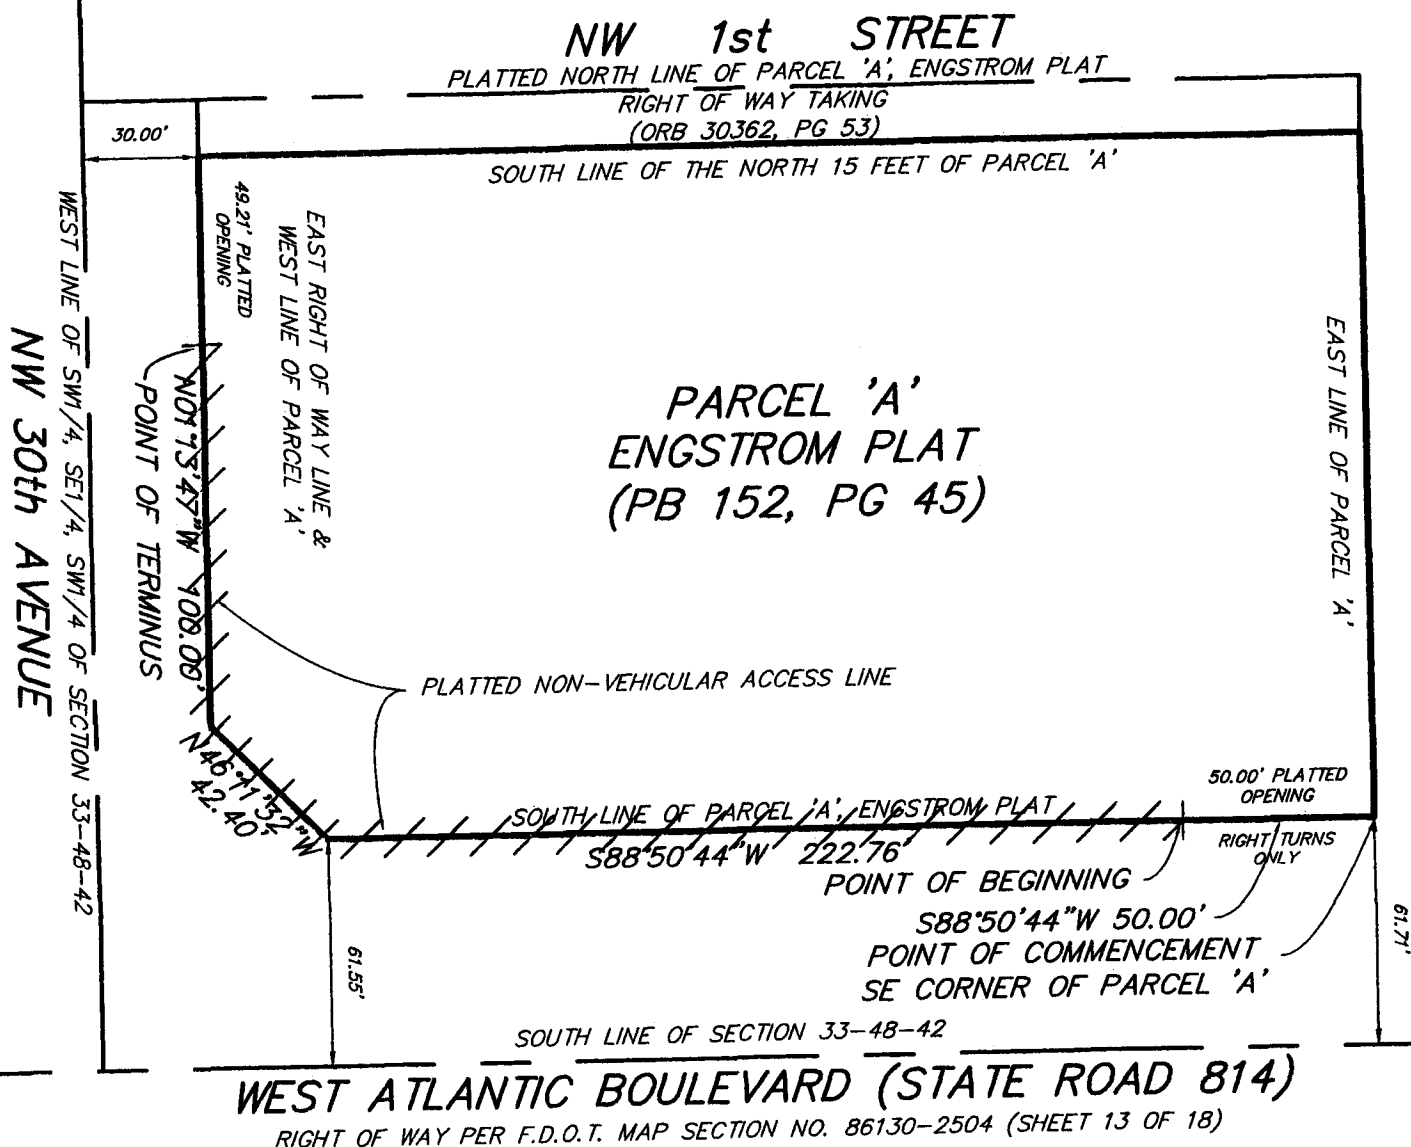 NW 1st STREET
PLATTED NORTH LINE OF PARCEL 'A', ENGSTROM PLAT
RIGHT OF WAY TAKING
(ORB 30362, PG 53)
SOUTH LINE OF THE NORTH 15 FEET OF PARCEL 'A'
30.00'
49.21' PLATTED
OPENING
EAST RIGHT OF WAY LINE &
WEST LINE OF PARCEL 'A'
WEST LINE OF SW1/4, SE1/4, SW1/4 OF SECTION 33-48-42
NW 30th AVENUE
POINT OF TERMINUS
N01°13'47"W 100.00'
PARCEL 'A'
ENGSTROM PLAT
(PB 152, PG 45)
EAST LINE OF PARCEL 'A'
PLATTED NON-VEHICULAR ACCESS LINE
N46°11'32"W
42.40'
50.00' PLATTED
OPENING
SOUTH LINE OF PARCEL 'A', ENGSTROM PLAT
RIGHT TURNS
ONLY
S88°50'44"W 222.76'
POINT OF BEGINNING
S88°50'44"W 50.00'
POINT OF COMMENCEMENT
SE CORNER OF PARCEL 'A'
61.55'
61.71'
SOUTH LINE OF SECTION 33-48-42
WEST ATLANTIC BOULEVARD (STATE ROAD 814)
RIGHT OF WAY PER F.D.O.T. MAP SECTION NO. 86130-2504 (SHEET 13 OF 18)